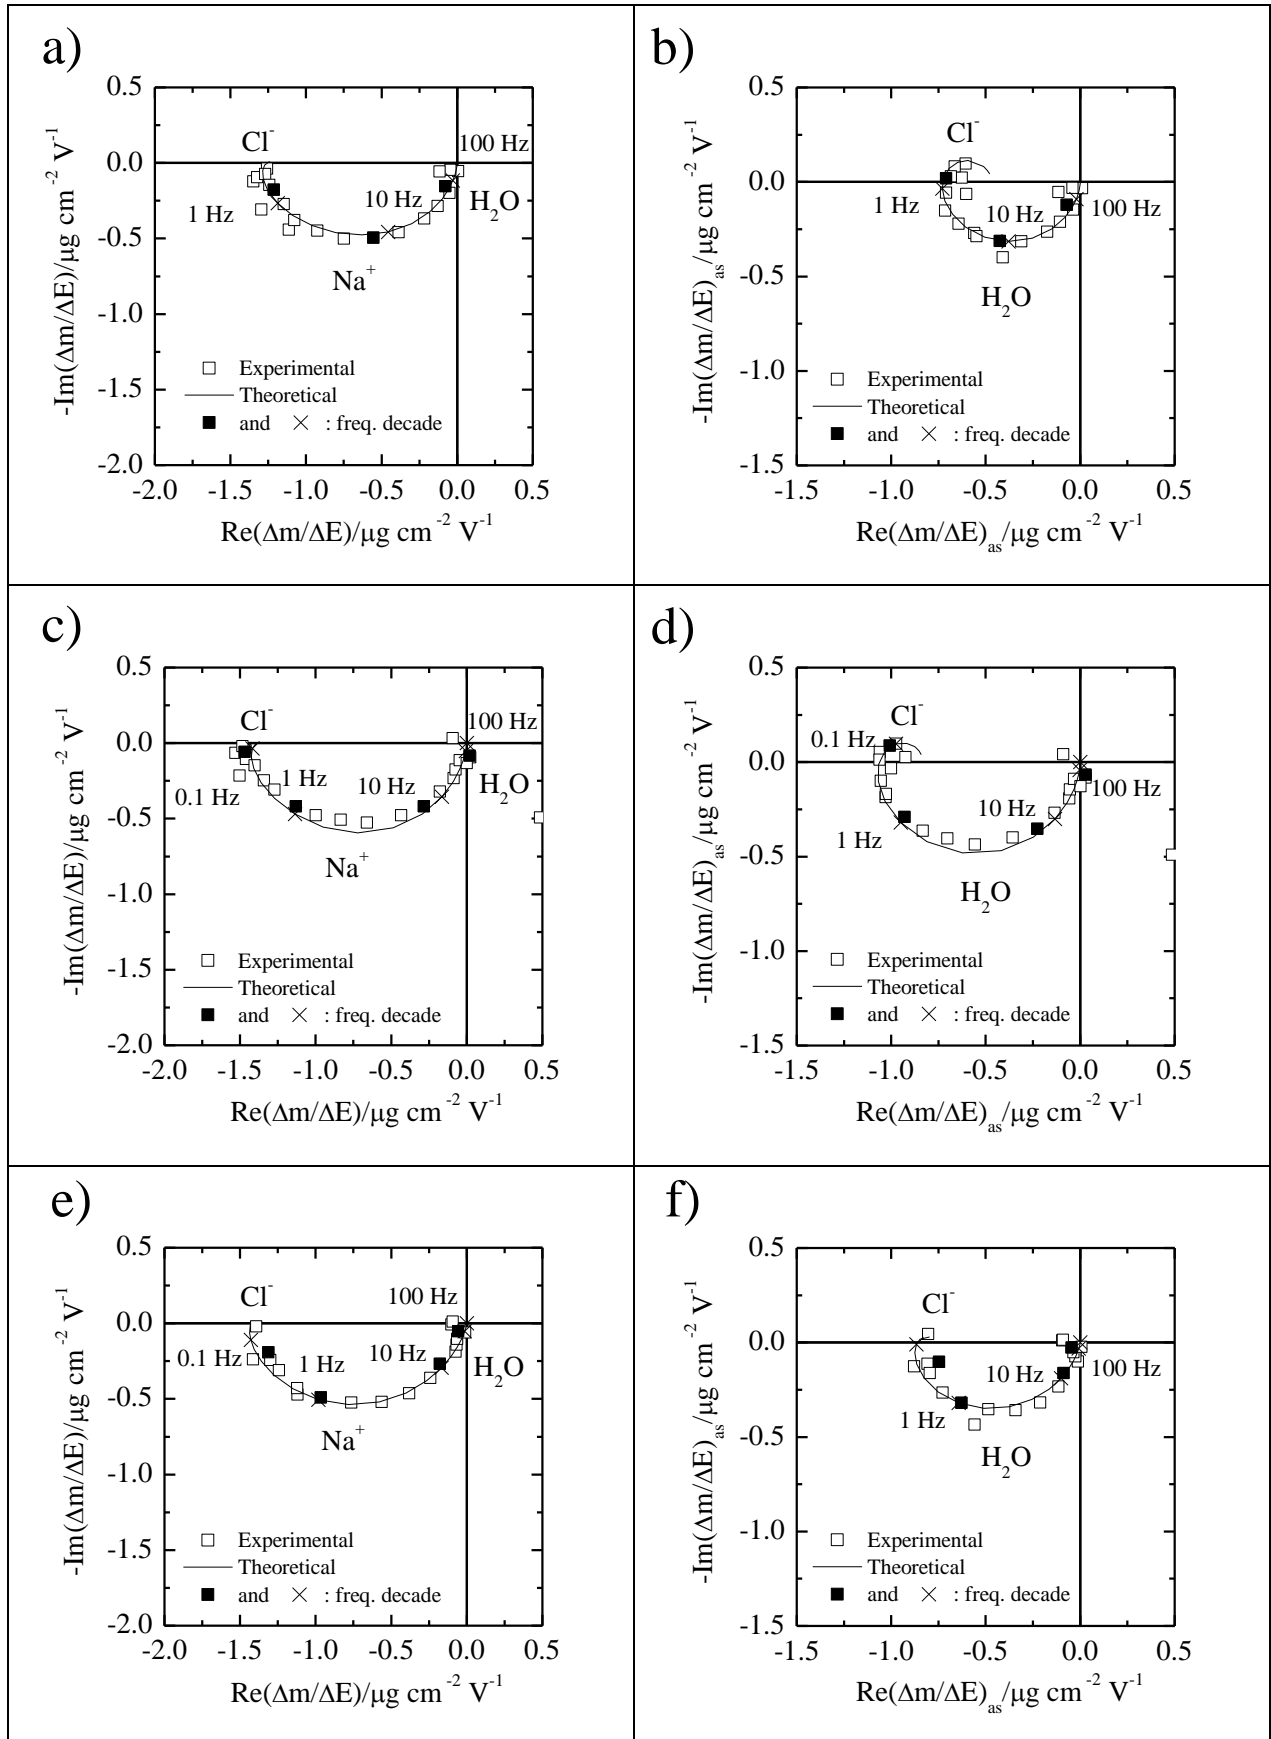 a)
0.5
0.0
-0.5
-1.0
-1.5
-2.0
-Im(Δm/ΔE)/μg cm⁻² V⁻¹
Cl⁻
100 Hz
1 Hz
10 Hz
H₂O
Na⁺
Experimental
Theoretical
and × : freq. decade
-2.0 -1.5 -1.0 -0.5 0.0 0.5
Re(Δm/ΔE)/μg cm⁻² V⁻¹
b)
0.5
0.0
-0.5
-1.0
-1.5
-Im(Δm/ΔE)ₐₛ/μg cm⁻² V⁻¹
Cl⁻
1 Hz
10 Hz
100 Hz
H₂O
Experimental
Theoretical
and × : freq. decade
-1.5 -1.0 -0.5 0.0 0.5
Re(Δm/ΔE)ₐₛ/μg cm⁻² V⁻¹
c)
0.5
0.0
-0.5
-1.0
-1.5
-2.0
-Im(Δm/ΔE)/μg cm⁻² V⁻¹
Cl⁻
100 Hz
0.1 Hz
1 Hz
10 Hz
H₂O
Na⁺
Experimental
Theoretical
and × : freq. decade
-2.0 -1.5 -1.0 -0.5 0.0 0.5
Re(Δm/ΔE)/μg cm⁻² V⁻¹
d)
0.5
0.0
-0.5
-1.0
-1.5
-Im(Δm/ΔE)ₐₛ/μg cm⁻² V⁻¹
Cl⁻
0.1 Hz
1 Hz
10 Hz
100 Hz
H₂O
Experimental
Theoretical
and × : freq. decade
-1.5 -1.0 -0.5 0.0 0.5
Re(Δm/ΔE)ₐₛ/μg cm⁻² V⁻¹
e)
0.5
0.0
-0.5
-1.0
-1.5
-2.0
-Im(Δm/ΔE)/μg cm⁻² V⁻¹
Cl⁻
100 Hz
0.1 Hz
1 Hz
10 Hz
H₂O
Na⁺
Experimental
Theoretical
and × : freq. decade
-2.0 -1.5 -1.0 -0.5 0.0 0.5
Re(Δm/ΔE)/μg cm⁻² V⁻¹
f)
0.5
0.0
-0.5
-1.0
-1.5
-Im(Δm/ΔE)ₐₛ/μg cm⁻² V⁻¹
Cl⁻
1 Hz
10 Hz
100 Hz
H₂O
Experimental
Theoretical
and × : freq. decade
-1.5 -1.0 -0.5 0.0 0.5
Re(Δm/ΔE)ₐₛ/μg cm⁻² V⁻¹